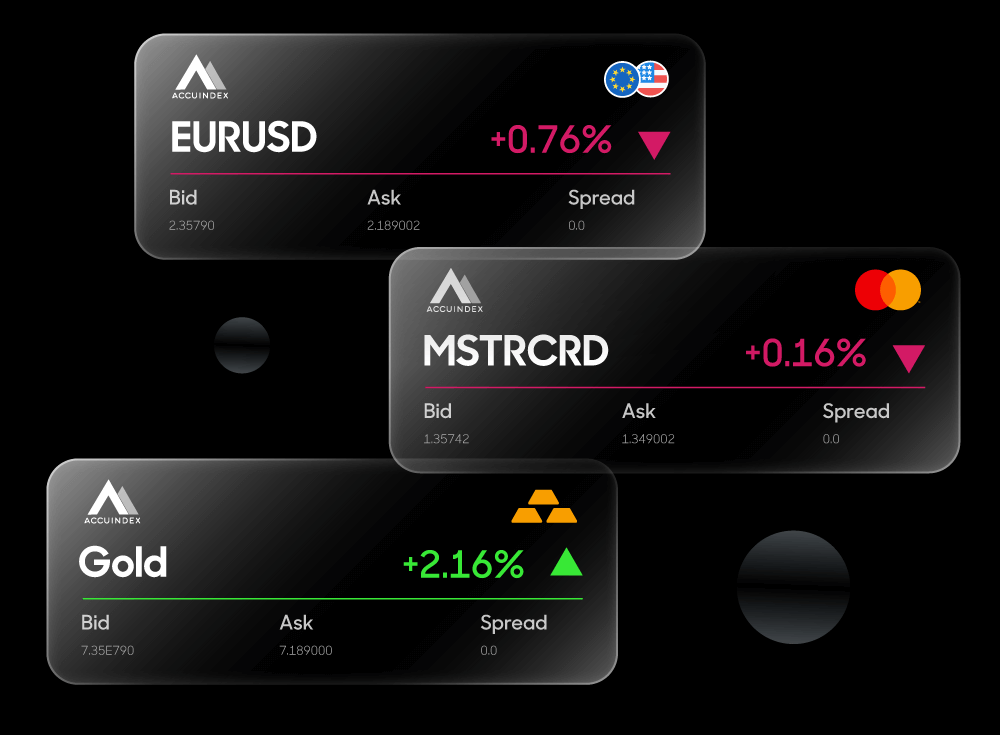 ACCUINDEX
EURUSD
+0.76%
Bid Ask Spread
2.35790 2.189002 0.0
ACCUINDEX
MSTRCRD
+0.16%
Bid Ask Spread
1.35742 1.349002 0.0
ACCUINDEX
Gold
+2.16%
Bid Ask Spread
7.35E790 7.189000 0.0